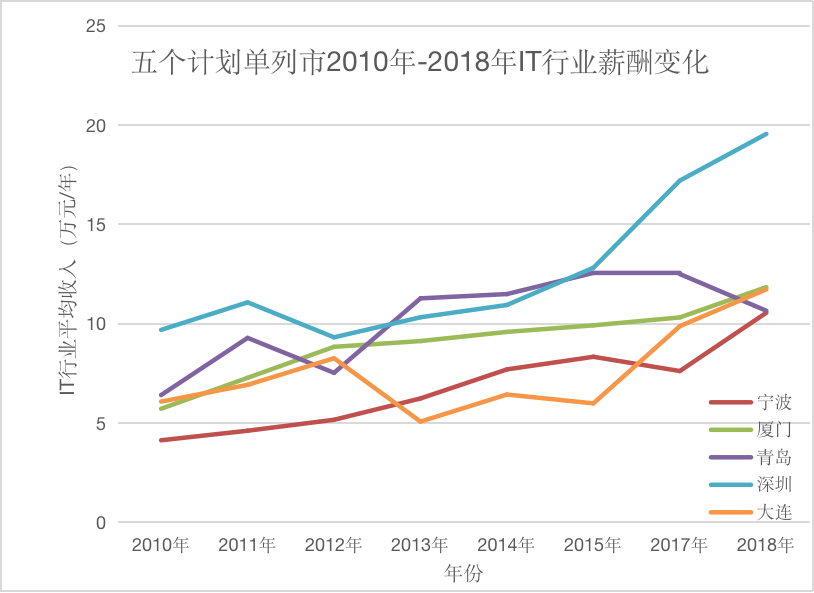 五个计划单列市2010年-2018年IT行业薪酬变化
IT行业平均收入（万元/年）
25
20
15
10
5
0
2010年 2011年 2012年 2013年 2014年 2015年 2017年 2018年
年份
宁波
厦门
青岛
深圳
大连